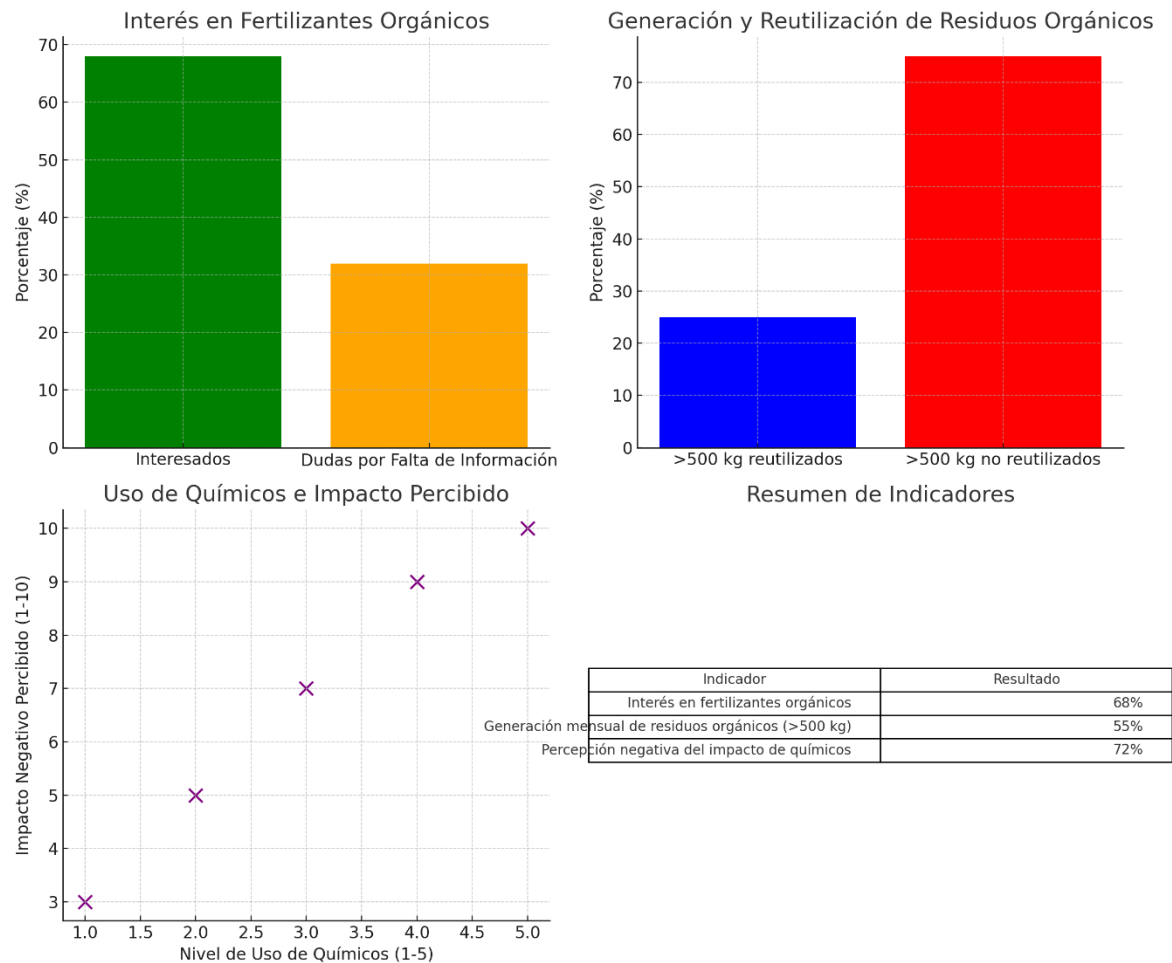 Interés en Fertilizantes Orgánicos
Porcentaje (%)
70
60
50
40
30
20
10
0
Interesados
Dudas por Falta de Información
Generación y Reutilización de Residuos Orgánicos
Porcentaje (%)
70
60
50
40
30
20
10
0
>500 kg reutilizados
>500 kg no reutilizados
Uso de Químicos e Impacto Percibido
Impacto Negativo Percibido (1-10)
10
9
8
7
6
5
4
3
1.0 1.5 2.0 2.5 3.0 3.5 4.0 4.5 5.0
Nivel de Uso de Químicos (1-5)
Resumen de Indicadores
Indicador Resultado
Interés en fertilizantes orgánicos 68%
Generación mensual de residuos orgánicos (>500 kg) 55%
Percepción negativa del impacto de químicos 72%